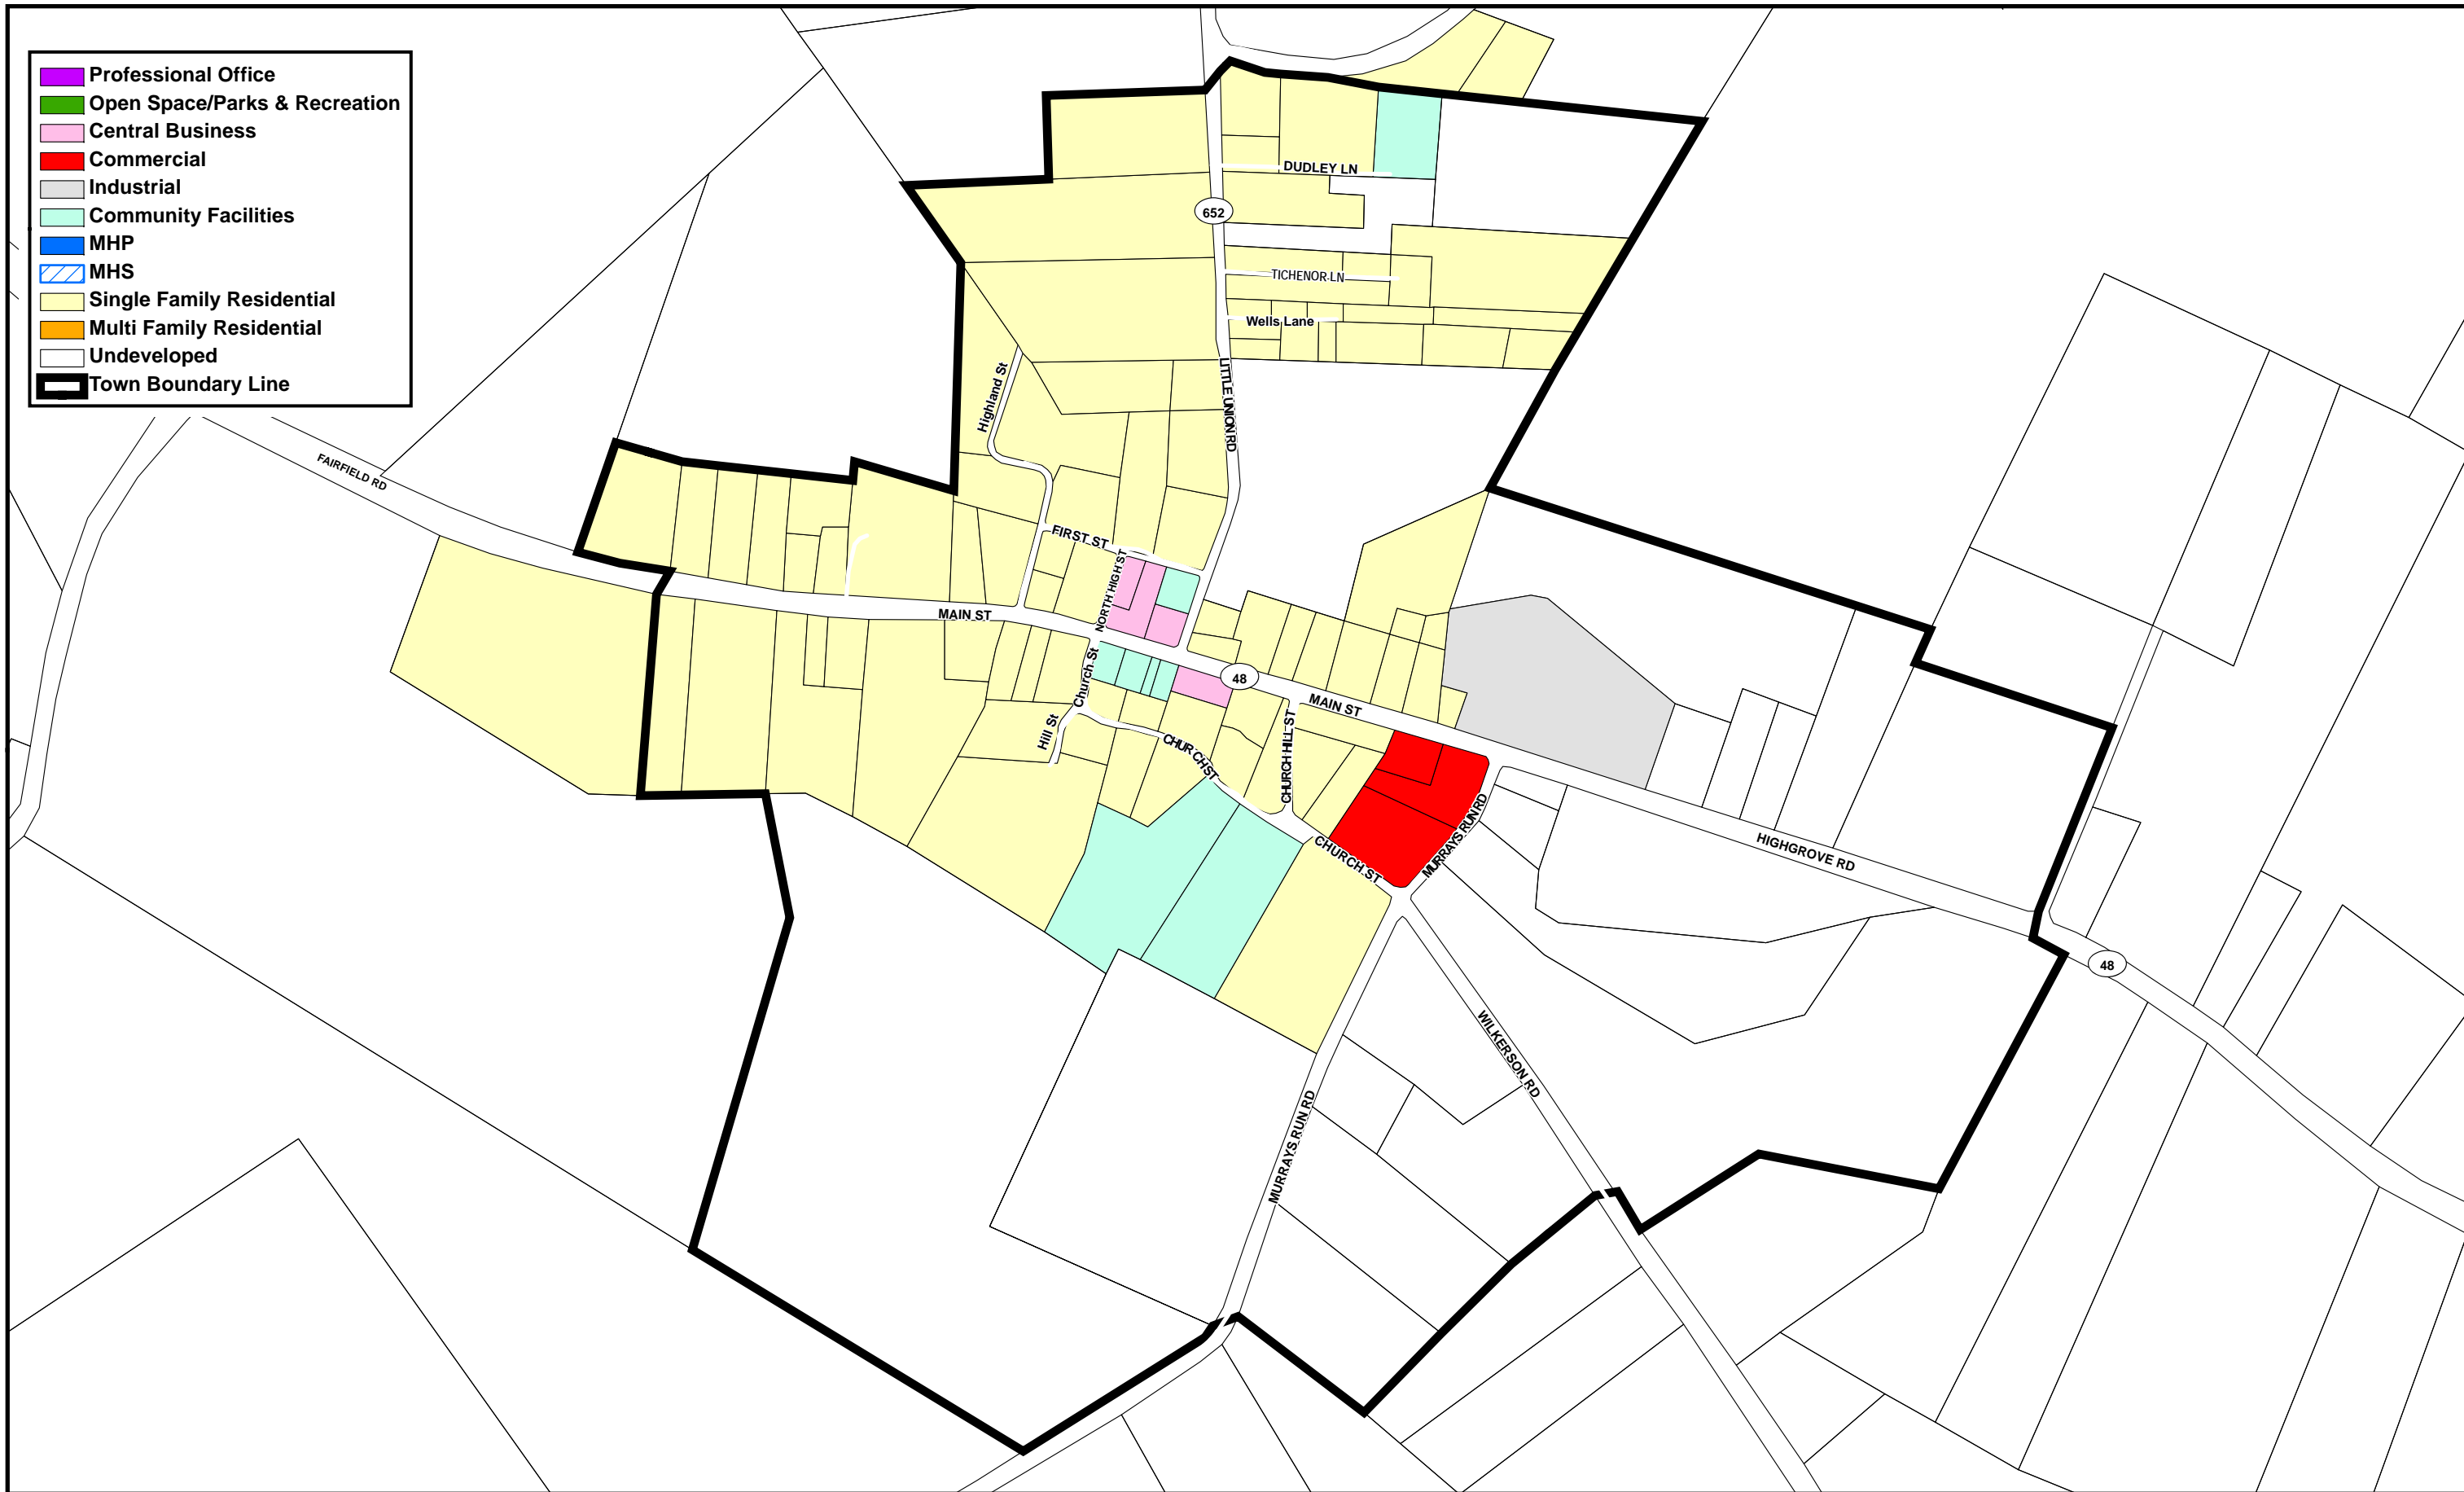 Professional Office
Open Space/Parks & Recreation
Central Business
Commercial
Industrial
Community Facilities
MHP
MHS
Single Family Residential
Multi Family Residential
Undeveloped
Town Boundary Line
DUDLEY LN
652
TICHENOR LN
Wells Lane
LITTLE UNION RD
Highland St
FAIRFIELD RD
FIRST ST
NORTH HIGH ST
MAIN ST
Church St
48
MAIN ST
Hill St
CHURCH ST
CHURCH HILL ST
MURRAYS RUN RD
CHURCH ST
HIGHGROVE RD
48
WILKERSON RD
MURRAYS RUN RD